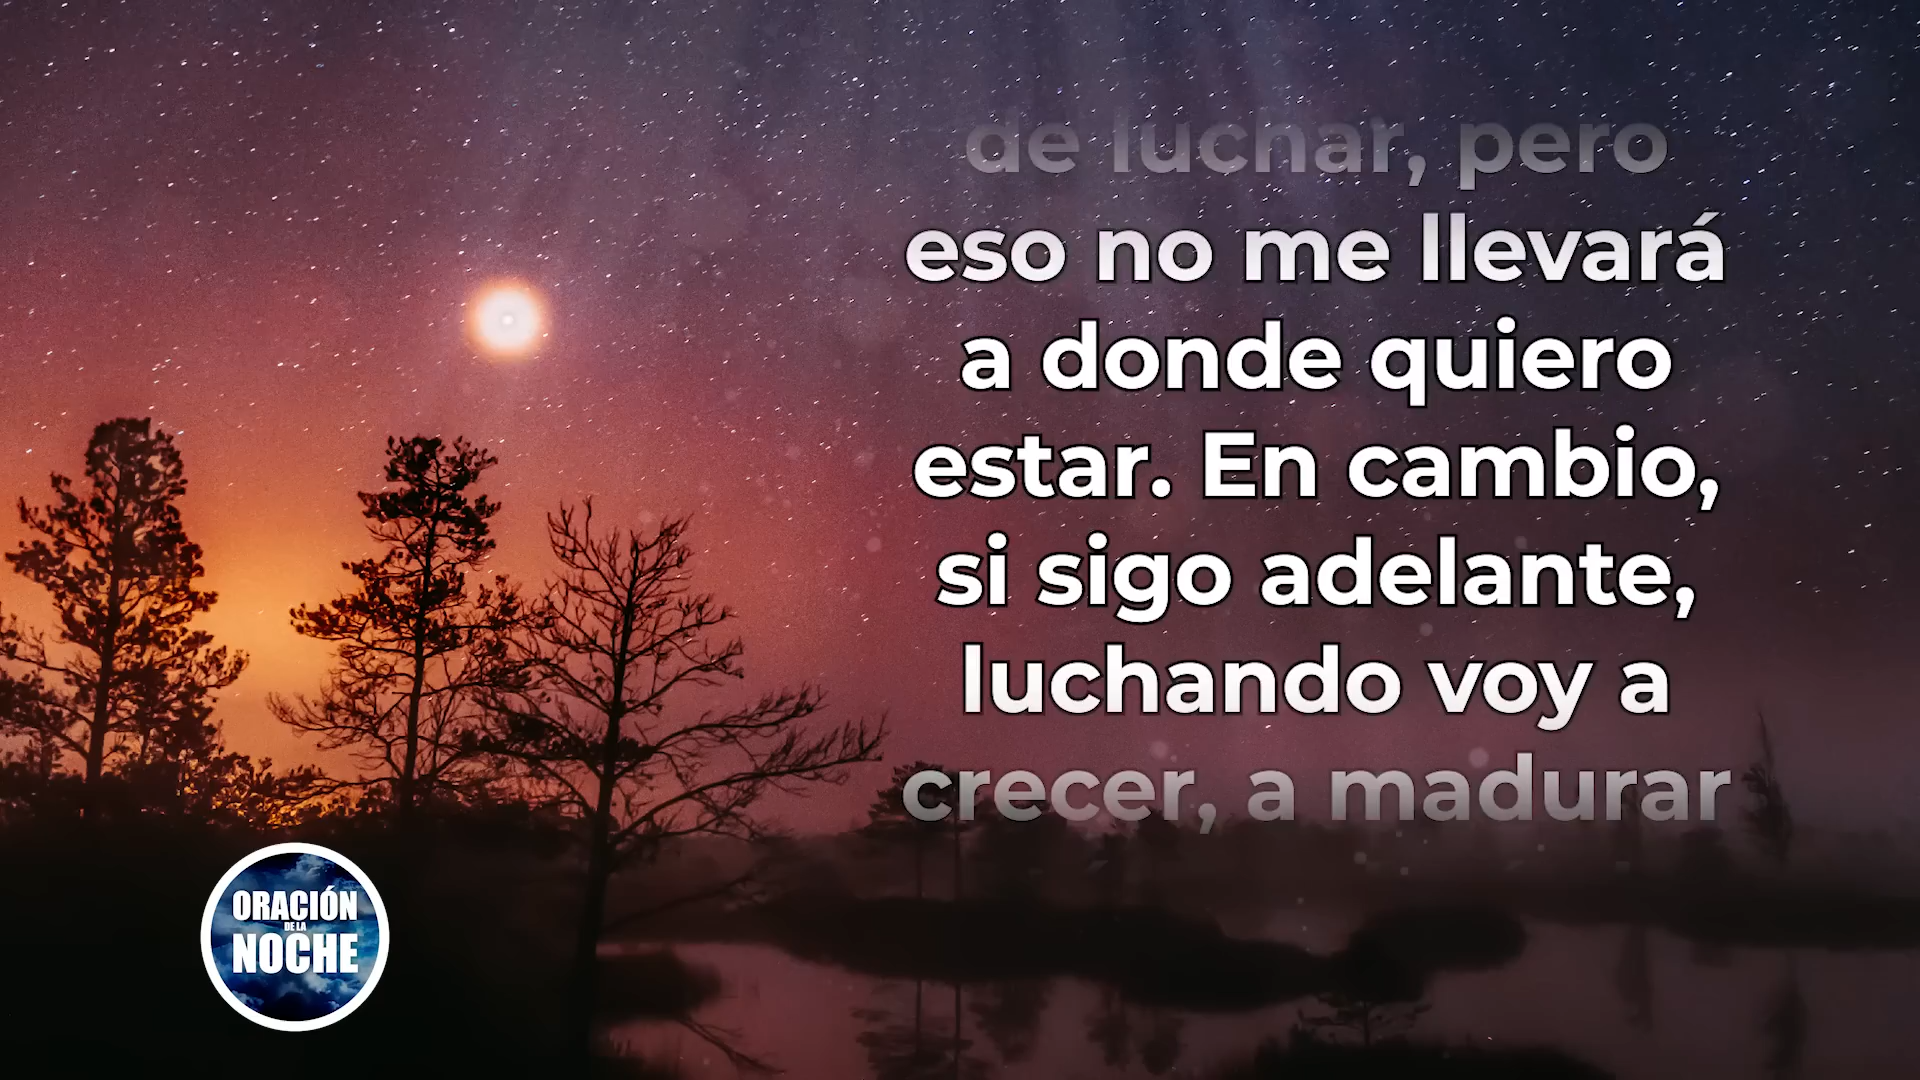 de luchar, pero
eso no me llevará
a donde quiero
estar. En cambio,
si sigo adelante,
luchando voy a
crecer, a madurar
ORACIÓN
DE LA
NOCHE